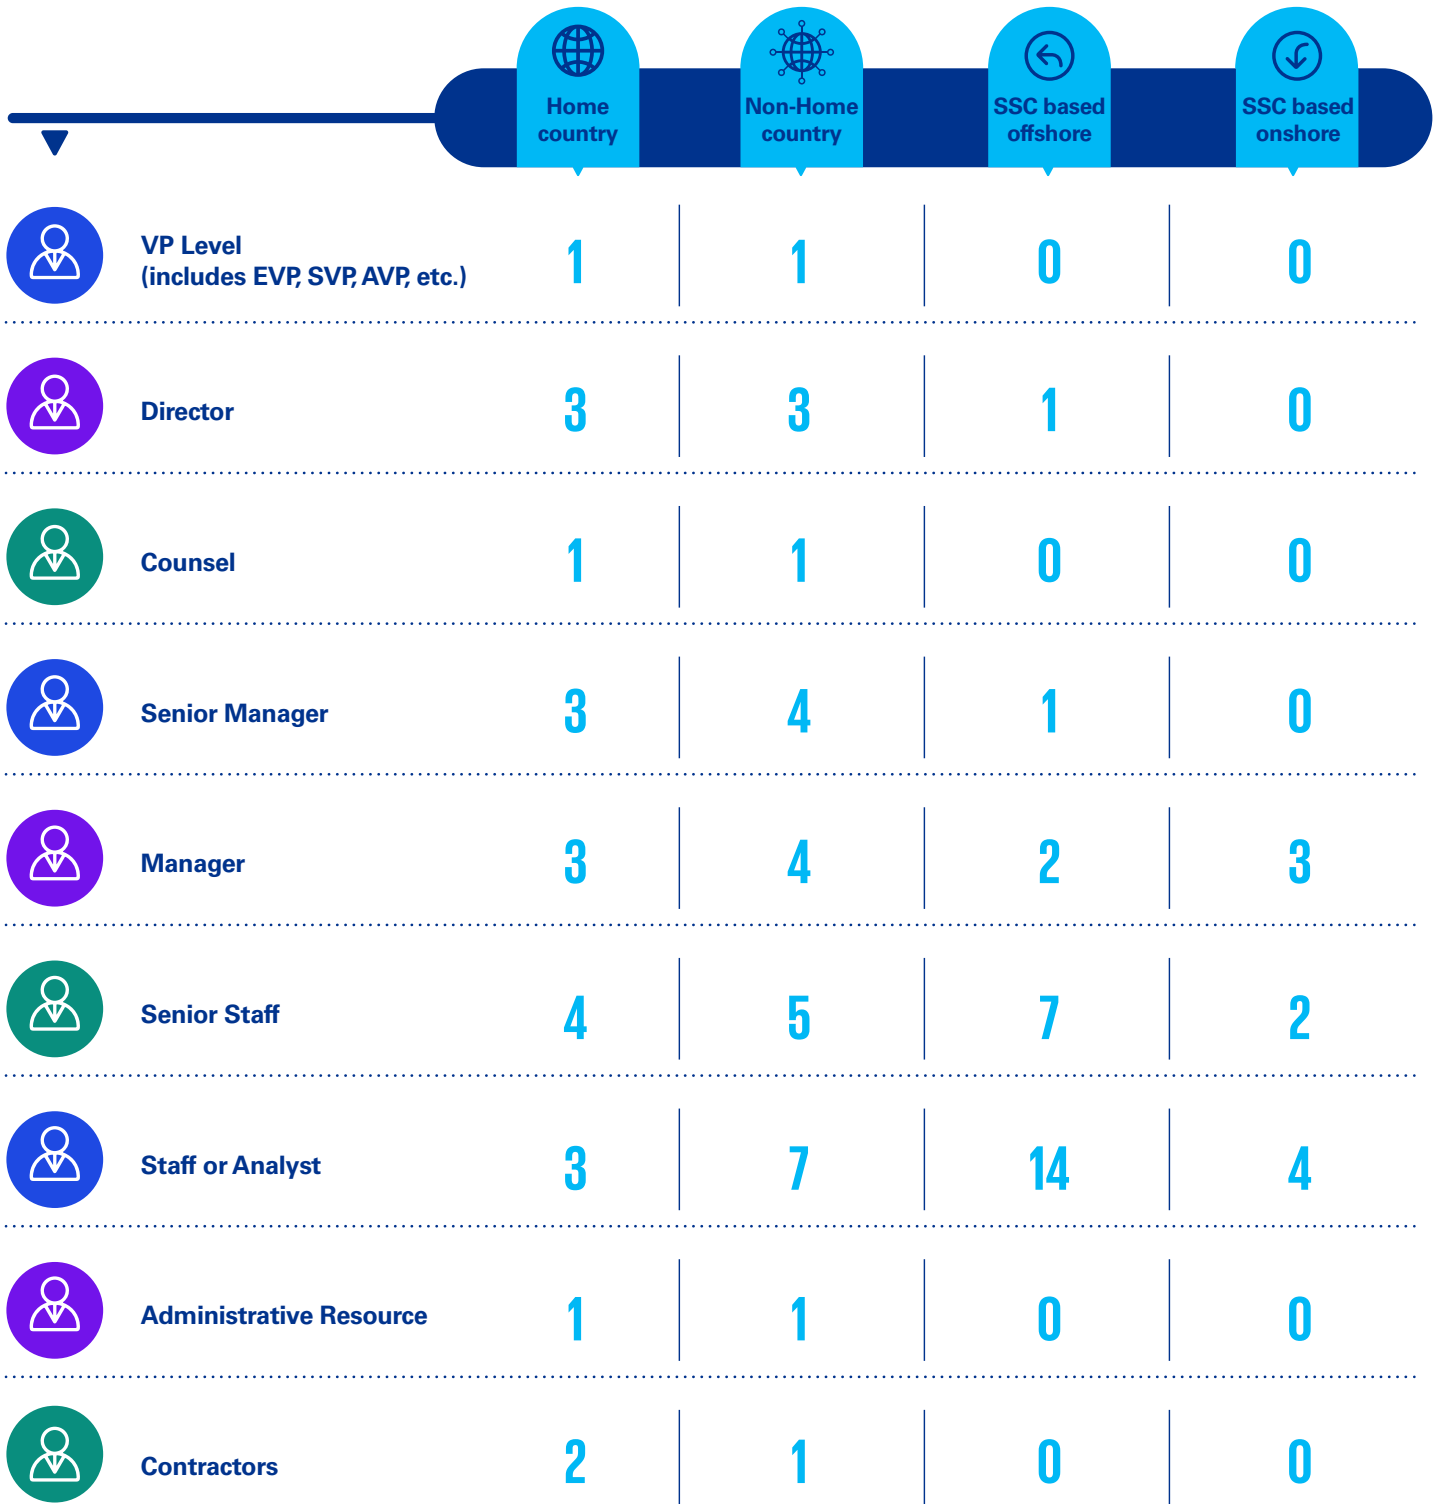 Home country
Non-Home country
SSC based offshore
SSC based onshore
VP Level
(includes EVP, SVP, AVP, etc.)
1 1 0 0
Director 3 3 1 0
Counsel 1 1 0 0
Senior Manager 3 4 1 0
Manager 3 4 2 3
Senior Staff 4 5 7 2
Staff or Analyst 3 7 14 4
Administrative Resource 1 1 0 0
Contractors 2 1 0 0